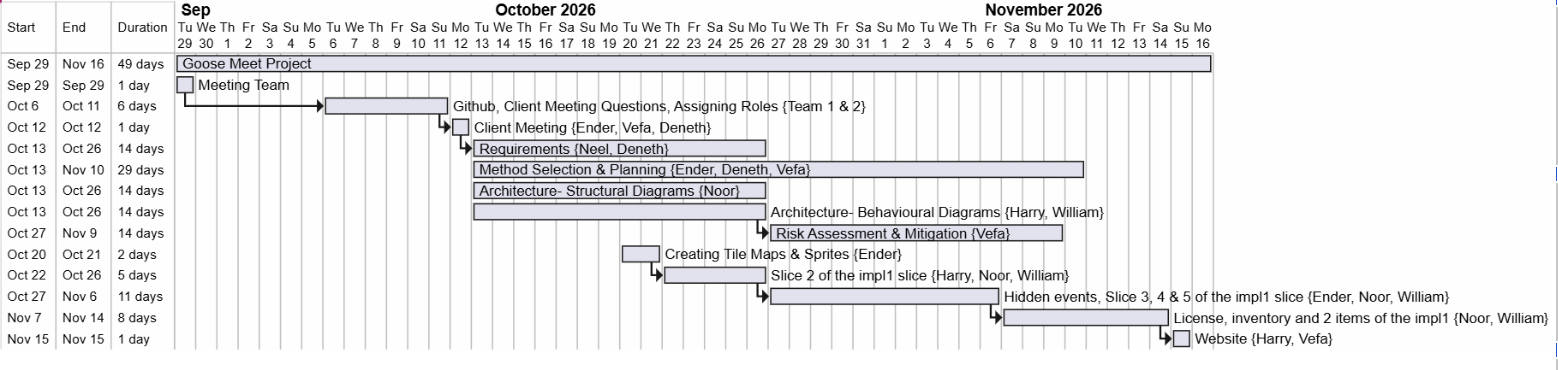 Sep October 2026 November 2026
Start End Duration Tu We Th Fr Sa Su Mo Tu We Th Fr Sa Su Mo Tu We Th Fr Sa Su Mo Tu We Th Fr Sa Su Mo Tu We Th Fr Sa Su Mo Tu We Th Fr Sa Su Mo Tu We Th Fr Sa Su Mo
29 30 1 2 3 4 5 6 7 8 9 10 11 12 13 14 15 16 17 18 19 20 21 22 23 24 25 26 27 28 29 30 31 1 2 3 4 5 6 7 8 9 10 11 12 13 14 15 16
Sep 29 Nov 16 49 days Goose Meet Project
Sep 29 Sep 29 1 day Meeting Team
Oct 6 Oct 11 6 days Github, Client Meeting Questions, Assigning Roles {Team 1 & 2}
Oct 12 Oct 12 1 day Client Meeting {Ender, Vefa, Deneth}
Oct 13 Oct 26 14 days Requirements {Neel, Deneth}
Oct 13 Nov 10 29 days Method Selection & Planning {Ender, Deneth, Vefa}
Oct 13 Oct 26 14 days Architecture- Structural Diagrams {Noor}
Oct 13 Oct 26 14 days Architecture- Behavioural Diagrams {Harry, William}
Oct 27 Nov 9 14 days Risk Assessment & Mitigation {Vefa}
Oct 20 Oct 21 2 days Creating Tile Maps & Sprites {Ender}
Oct 22 Oct 26 5 days Slice 2 of the impl1 slice {Harry, Noor, William}
Oct 27 Nov 6 11 days Hidden events, Slice 3, 4 & 5 of the impl1 slice {Ender, Noor, William}
Nov 7 Nov 14 8 days License, inventory and 2 items of the impl1 {Noor, William}
Nov 15 Nov 15 1 day Website {Harry, Vefa}